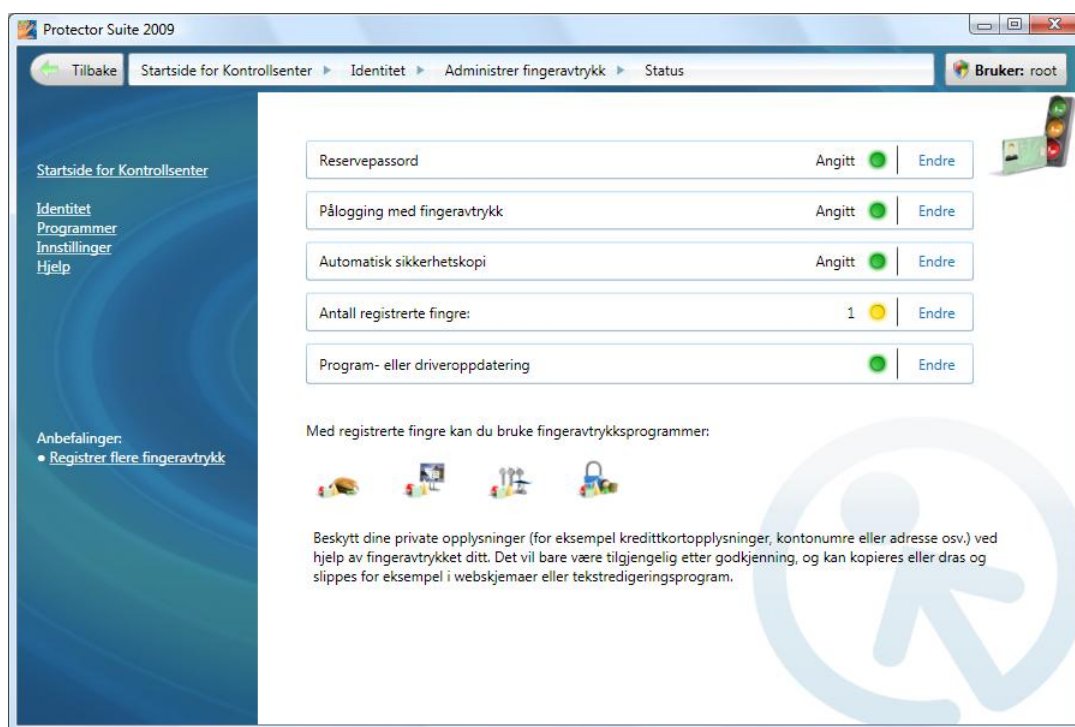 Protector Suite 2009
Tilbake
Startside for Kontrollsenter Identitet Administrer fingeravtrykk Status
Bruker: root
Startside for Kontrollsenter
Identitet
Programmer
Innstillinger
Hjelp
Anbefalinger:
Registrer flere fingeravtrykk
Reservepassord Angitt Endre
Pålogging med fingeravtrykk Angitt Endre
Automatisk sikkerhetskopi Angitt Endre
Antall registrerte fingre: 1 Endre
Program- eller driveroppdatering Endre
Med registrerte fingre kan du bruke fingeravtrykksprogrammer:
Beskytt dine private opplysninger (for eksempel kredittkortopplysninger, kontonumre eller adresse osv.) ved
hjelp av fingeravtrykket ditt. Det vil bare være tilgjengelig etter godkjenning, og kan kopieres eller dras og
slippes for eksempel i webskjemaer eller tekstredigeringsprogram.